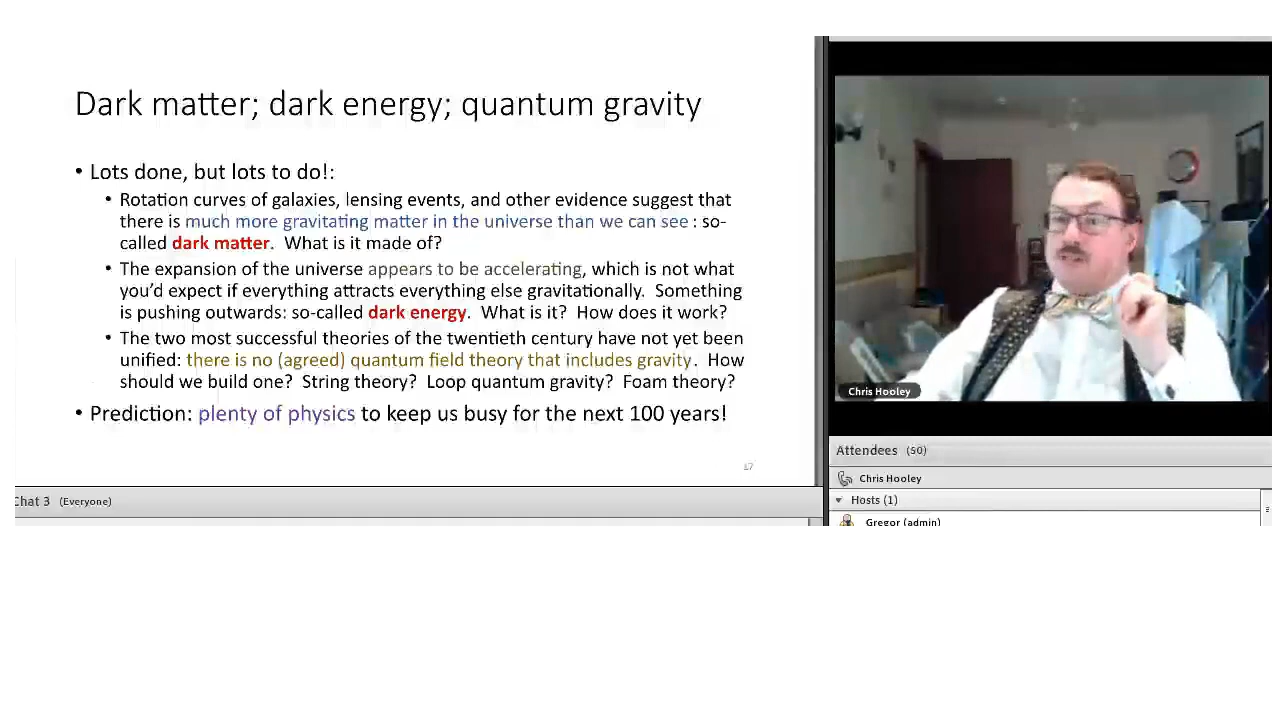 Dark matter; dark energy; quantum gravity
• Lots done, but lots to do!:
• Rotation curves of galaxies, lensing events, and other evidence suggest that
there is much more gravitating matter in the universe than we can see : so-
called dark matter.  What is it made of?
• The expansion of the universe appears to be accelerating, which is not what
you'd expect if everything attracts everything else gravitationally.  Something
is pushing outwards: so-called dark energy.  What is it?  How does it work?
• The two most successful theories of the twentieth century have not yet been
unified: there is no (agreed) quantum field theory that includes gravity.  How
should we build one?  String theory?  Loop quantum gravity?  Foam theory?
• Prediction: plenty of physics to keep us busy for the next 100 years!
17
Chat 3 (Everyone)
Chris Hooley
Attendees (50)
Chris Hooley
Hosts (1)
Gregor (admin)